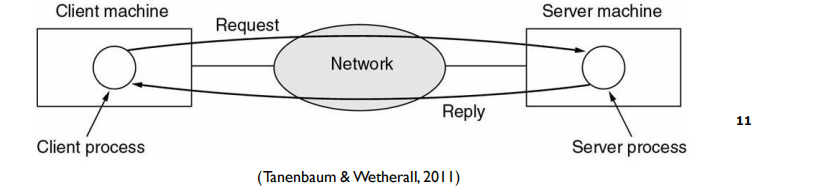 Client machine
Server machine
Request
Network
Reply
Client process
Server process
11
(Tanenbaum & Wetherall, 2011)